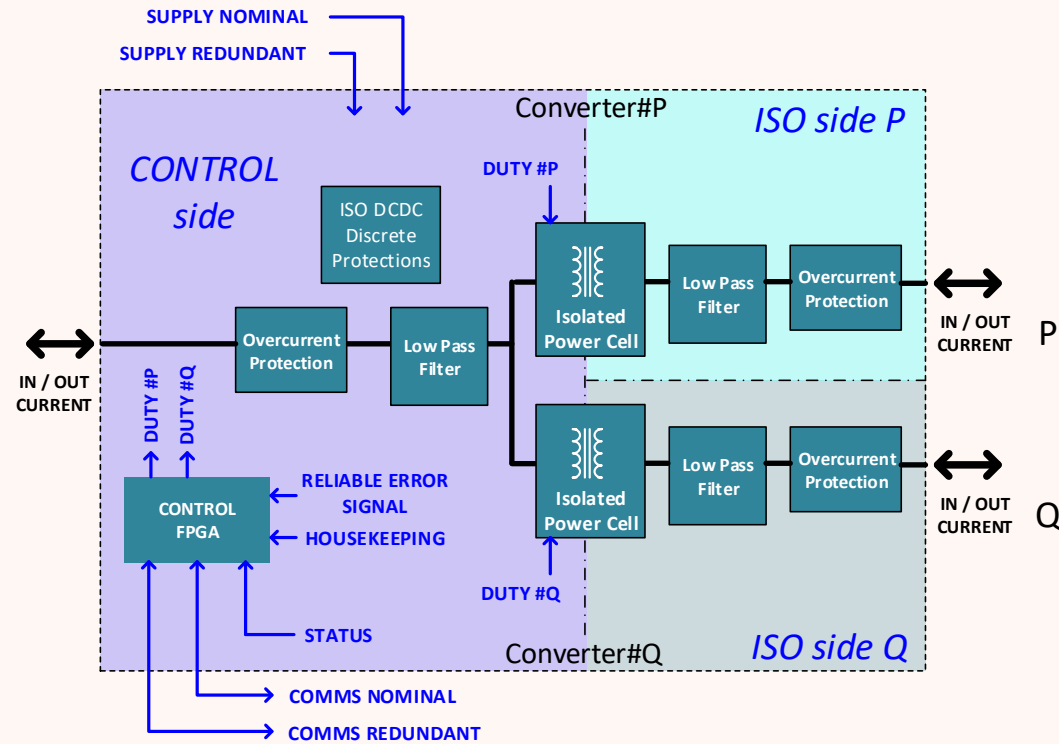 SUPPLY NOMINAL
SUPPLY REDUNDANT
Converter#P
ISO side P
CONTROL
side
DUTY #P
ISO DCDC
Discrete
Protections
Isolated
Power Cell
Low Pass
Filter
Overcurrent
Protection
IN / OUT
CURRENT
P
Overcurrent
Protection
Low Pass
Filter
IN / OUT
CURRENT
DUTY #P
DUTY #Q
Isolated
Power Cell
Low Pass
Filter
Overcurrent
Protection
IN / OUT
CURRENT
Q
CONTROL
FPGA
RELIABLE ERROR
SIGNAL
HOUSEKEEPING
DUTY #Q
STATUS
Converter#Q
ISO side Q
COMMS NOMINAL
COMMS REDUNDANT